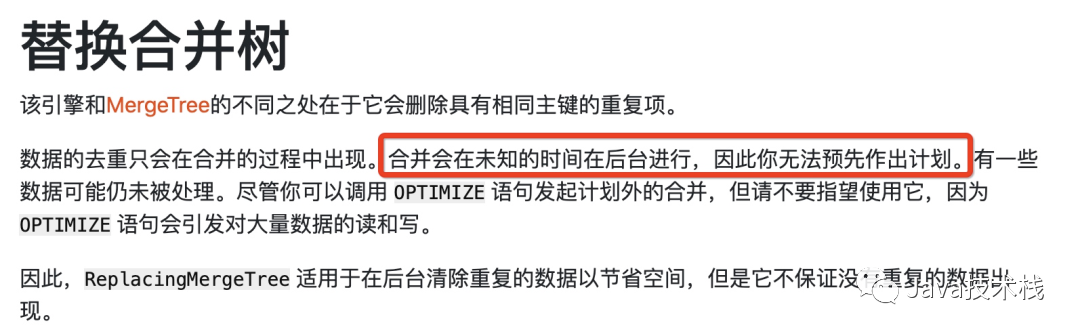 替换合并树
该引擎和MergeTree的不同之处在于它会删除具有相同主键的重复项。
数据的去重只会在合并的过程中出现。合并会在未知的时间在后台进行，因此你无法预先作出计划。有一些
数据可能仍未被处理。尽管你可以调用 OPTIMIZE 语句发起计划外的合并，但请不要指望使用它，因为
OPTIMIZE 语句会引发对大量数据的读和写。
因此，ReplacingMergeTree 适用于在后台清除重复的数据以节省空间，但是它不保证没有重复的数据出
现。
Java技术栈